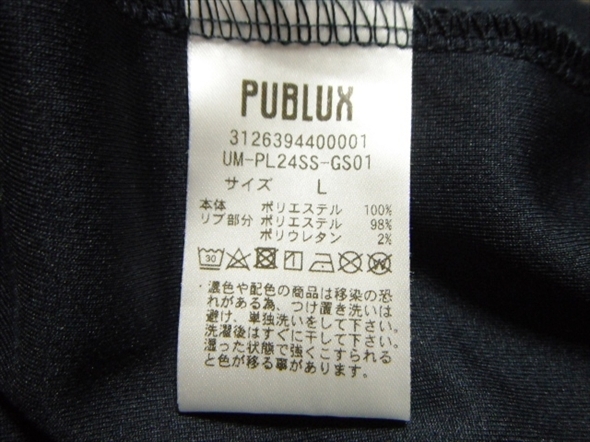 PUBLUX
3126394400001
UM-PL24SS-GS01
サイズ L
本体 ポリエステル 100%
リブ部分 ポリエステル 98%
ポリウレタン 2%
30
・濃色や配色の商品は移染の恐
れがある為、つけ置き洗いは
避け、単独洗いをして下さい。
洗濯後はすぐに干して下さい。
湿った状態で強くこすられる
と色が移る事があります。